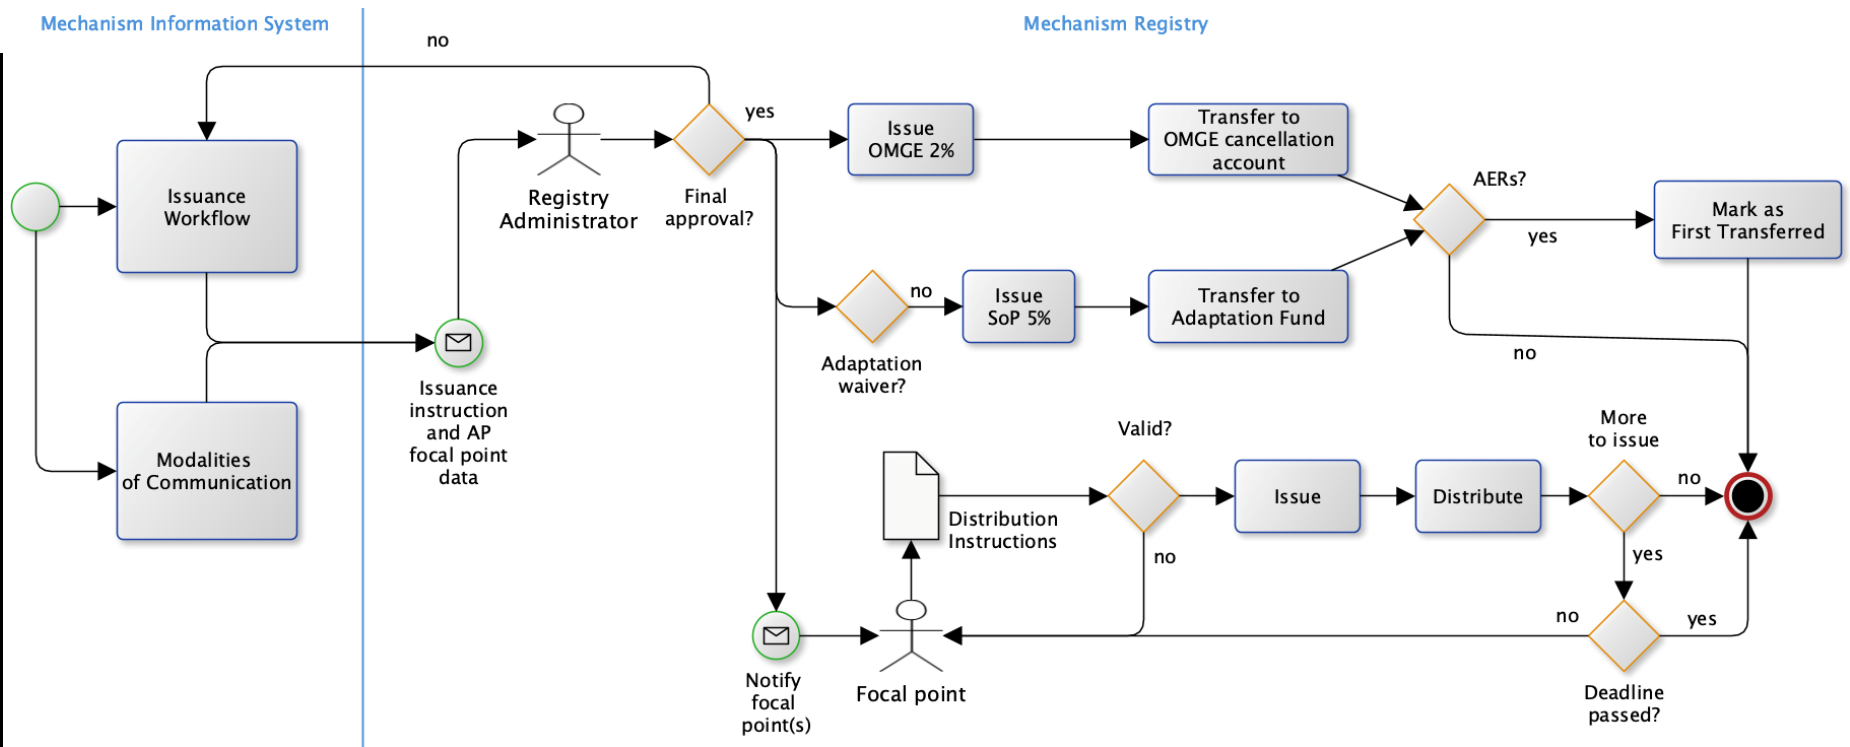 Mechanism Information System
Mechanism Registry
no
yes
Issue
OMGE 2%
Transfer to
OMGE cancellation
account
Issuance
Workflow
Registry
Administrator
Final
approval?
AERs?
yes
Mark as
First Transferred
Adaptation
waiver?
no
Issue
SoP 5%
Transfer to
Adaptation Fund
no
Issuance
instruction
and AP
focal point
data
Modalities
of Communication
Distribution
Instructions
Valid?
no
Issue
Distribute
More
to issue
no
yes
Notify
focal
point(s)
Focal point
no
yes
Deadline
passed?